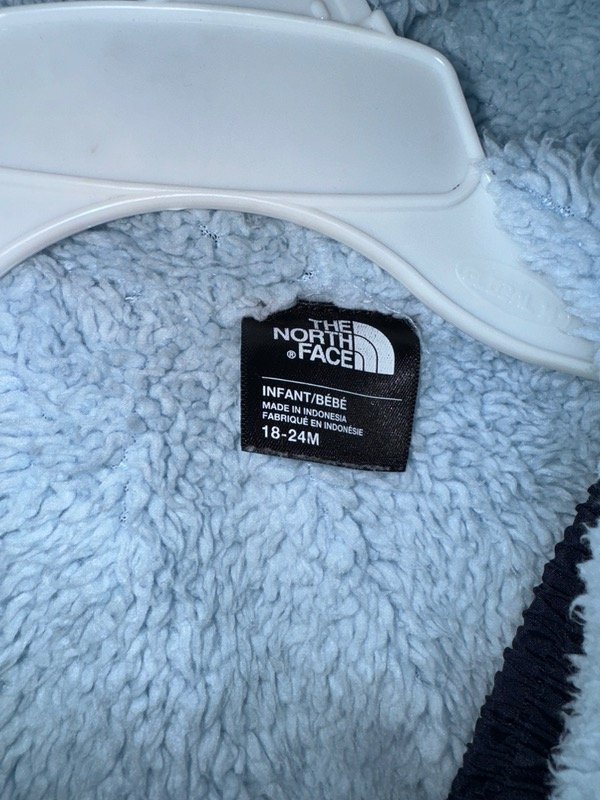 THE
NORTH
® FACE
INFANT/BÉBÉ
MADE IN INDONESIA
FABRIQUÉ EN INDONÉSIE
18-24M